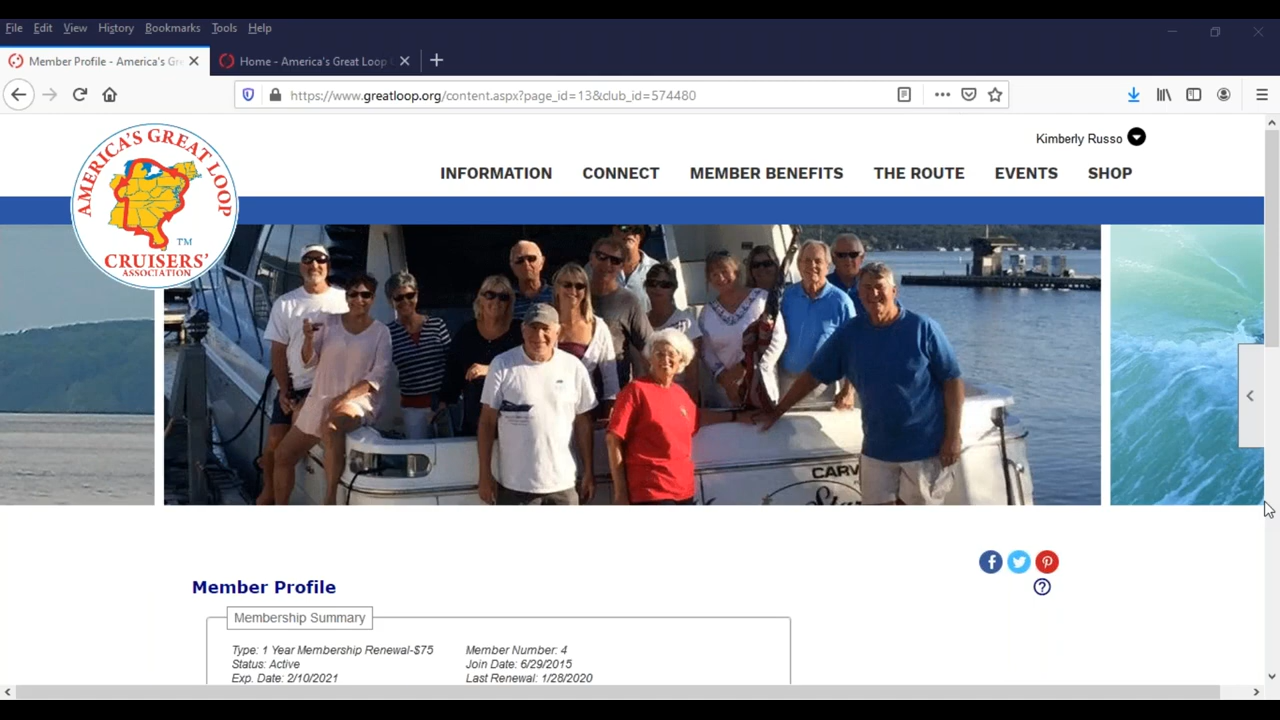 File Edit View History Bookmarks Tools Help
Member Profile - America's Gre
Home - America's Great Loop
https://www.greatloop.org/content.aspx?page_id=13&club_id=574480
Kimberly Russo
AMERICA'S GREAT LOOP
TM
CRUISERS'
ASSOCIATION
INFORMATION CONNECT MEMBER BENEFITS THE ROUTE EVENTS SHOP
CARV
Member Profile
Membership Summary
Type: 1 Year Membership Renewal-$75 Member Number: 4
Status: Active Join Date: 6/29/2015
Exp. Date: 2/10/2021 Last Renewal: 1/28/2020